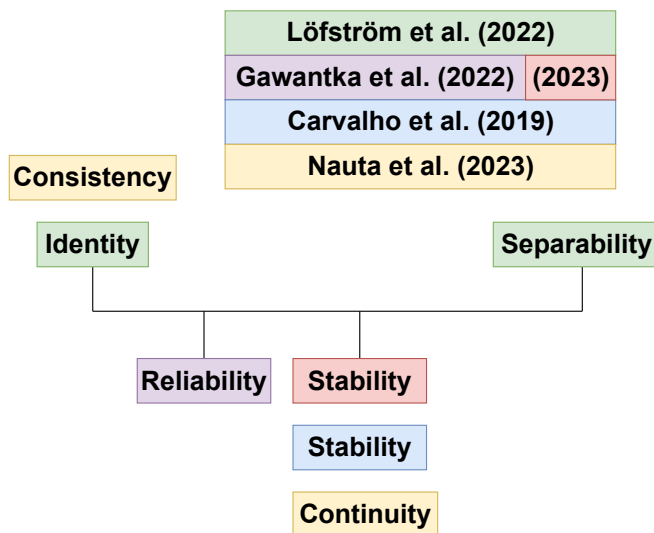 Löfström et al. (2022)
Gawantka et al. (2022) (2023)
Carvalho et al. (2019)
Nauta et al. (2023)
Consistency
Identity
Separability
Reliability
Stability
Stability
Continuity